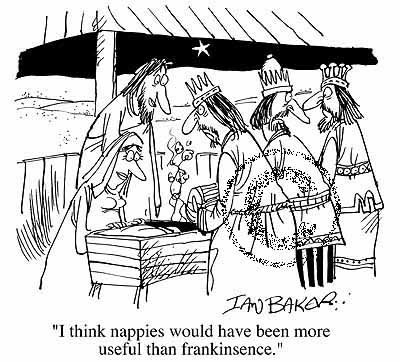 IAN BAKER
"I think nappies would have been more
useful than frankinsence."